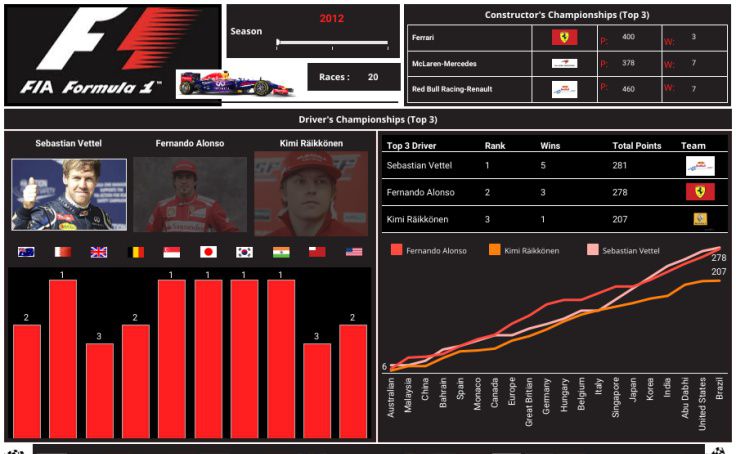 FIA Formula 1™
Season
2012
Races : 20
Constructor's Championships (Top 3)
Ferrari P: 400 W: 3
McLaren-Mercedes P: 378 W: 7
Red Bull Racing-Renault P: 460 W: 7
Driver's Championships (Top 3)
Sebastian Vettel Fernando Alonso Kimi Räikkönen
2 1 3 2 1 1 1 1 3 2
Top 3 Driver Rank Wins Total Points Team
Sebastian Vettel 1 5 281
Fernando Alonso 2 3 278
Kimi Räikkönen 3 1 207
Fernando Alonso Kimi Räikkönen Sebastian Vettel
278
207
6
Australian
Malaysia
China
Bahrain
Spain
Monaco
Canada
Europe
Great Britian
Germany
Hungary
Belgium
Italy
Singapore
Japan
Korea
India
Abu Dabhi
United States
Brazil